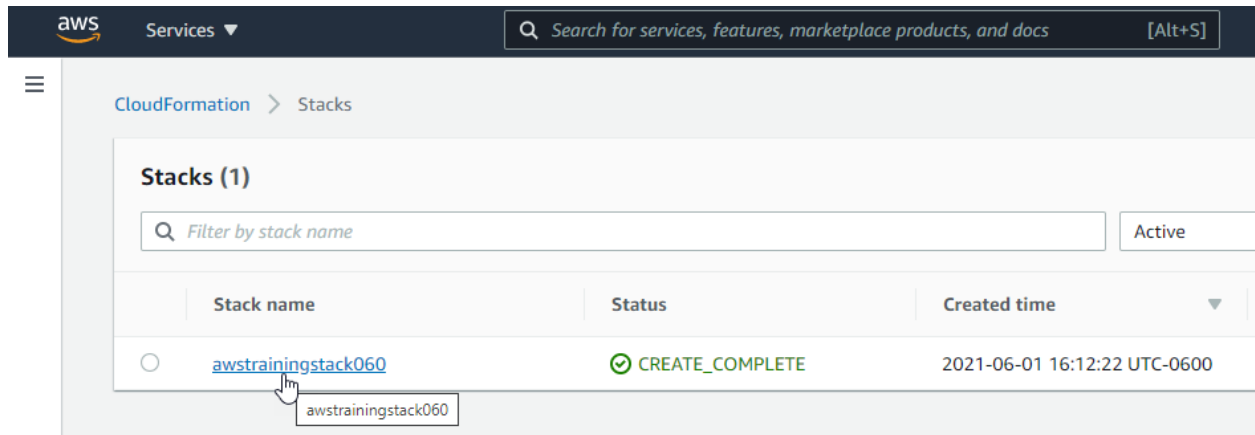 aws Services ▼ Search for services, features, marketplace products, and docs [Alt+S]
CloudFormation > Stacks
Stacks (1)
Filter by stack name Active
Stack name Status Created time
awstrainingstack060 CREATE_COMPLETE 2021-06-01 16:12:22 UTC-0600
awstrainingstack060